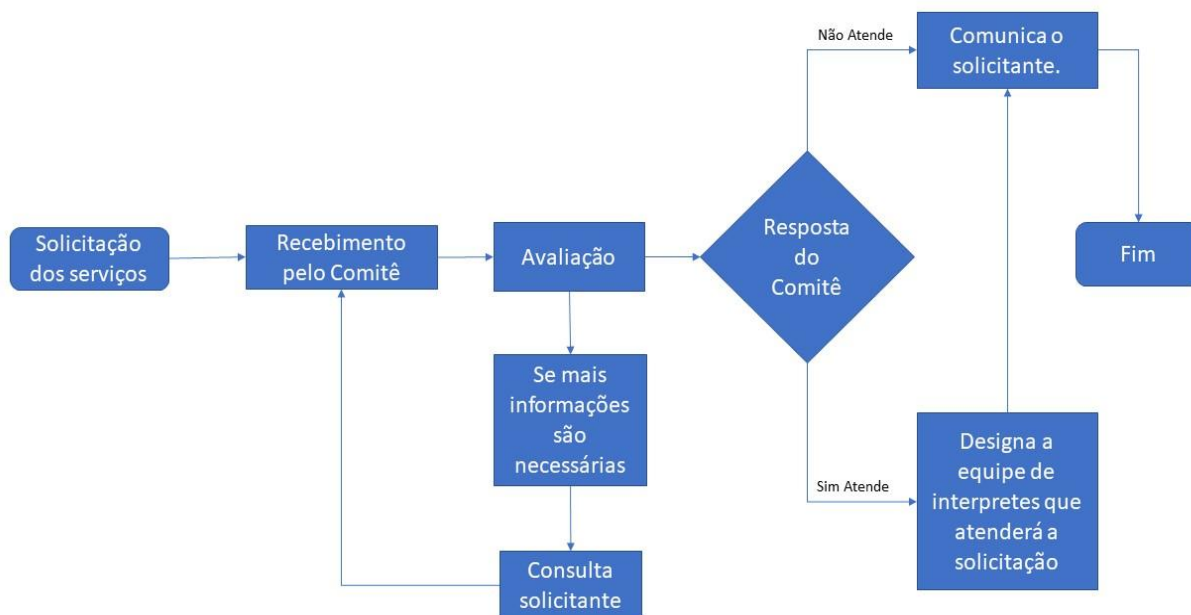 Solicitação
dos serviços
Recebimento
pelo Comitê
Avaliação
Se mais
informações
são
necessárias
Consulta
solicitante
Resposta
do
Comitê
Não Atende
Comunica o
solicitante.
Sim Atende
Designa a
equipe de
interpretes que
atenderá a
solicitação
Fim